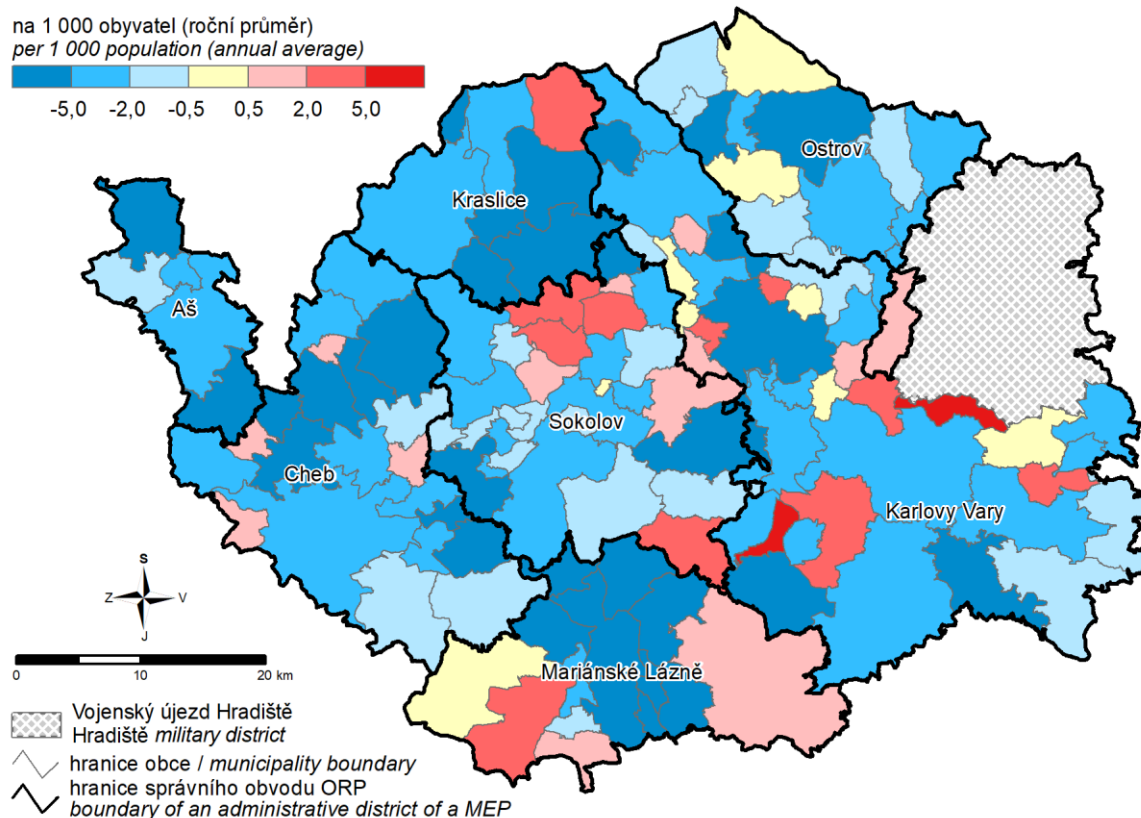 na 1 000 obyvatel (roční průměr)
per 1 000 population (annual average)
-5,0 -2,0 -0,5 0,5 2,0 5,0
Ostrov
Kraslice
Aš
Sokolov
Cheb
Karlovy Vary
Mariánské Lázně
S
Z V
J
0 10 20 km
Vojenský újezd Hradiště
Hradiště military district
hranice obce / municipality boundary
hranice správního obvodu ORP
boundary of an administrative district of a MEP